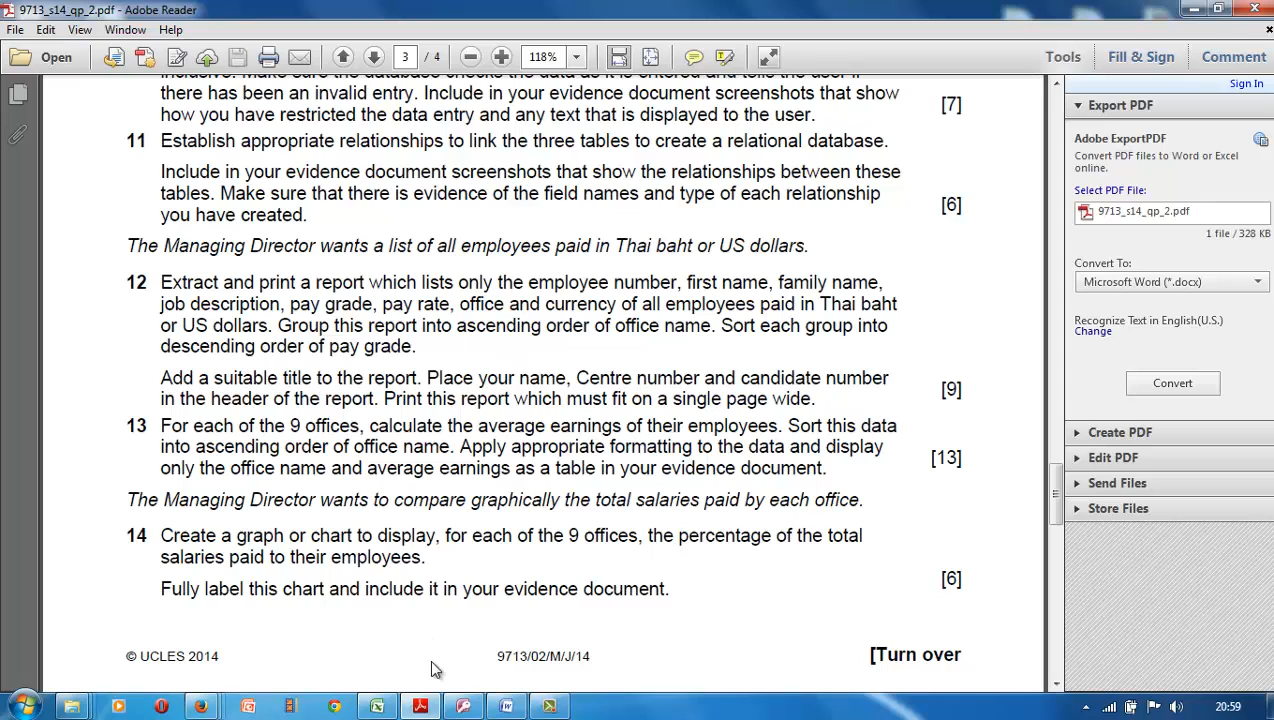 9713_s14_qp_2.pdf - Adobe Reader
File Edit View Window Help
Open 3 / 4 118% Tools Fill & Sign Comment
Sign In
inclusive. Make sure the database checks the data as it is entered and tells the user if
there has been an invalid entry. Include in your evidence document screenshots that show
how you have restricted the data entry and any text that is displayed to the user. [7]
11 Establish appropriate relationships to link the three tables to create a relational database.
Include in your evidence document screenshots that show the relationships between these
tables. Make sure that there is evidence of the field names and type of each relationship
you have created. [6]
The Managing Director wants a list of all employees paid in Thai baht or US dollars.
12 Extract and print a report which lists only the employee number, first name, family name,
job description, pay grade, pay rate, office and currency of all employees paid in Thai baht
or US dollars. Group this report into ascending order of office name. Sort each group into
descending order of pay grade.
Add a suitable title to the report. Place your name, Centre number and candidate number
in the header of the report. Print this report which must fit on a single page wide. [9]
13 For each of the 9 offices, calculate the average earnings of their employees. Sort this data
into ascending order of office name. Apply appropriate formatting to the data and display
only the office name and average earnings as a table in your evidence document. [13]
The Managing Director wants to compare graphically the total salaries paid by each office.
14 Create a graph or chart to display, for each of the 9 offices, the percentage of the total
salaries paid to their employees.
Fully label this chart and include it in your evidence document. [6]
© UCLES 2014 9713/02/M/J/14 [Turn over
Export PDF
Adobe ExportPDF
Convert PDF files to Word or Excel
online.
Select PDF File:
9713_s14_qp_2.pdf
1 file / 328 KB
Convert To:
Microsoft Word (*.docx)
Recognize Text in English(U.S.)
Change
Convert
Create PDF
Edit PDF
Send Files
Store Files
20:59